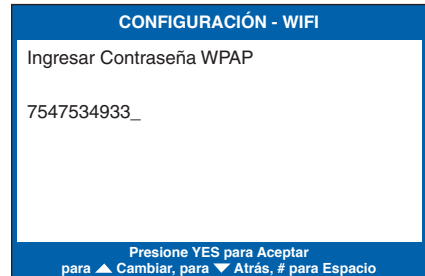 CONFIGURACIÓN - WIFI
Ingresar Contraseña WPAP
7547534933_
Presione YES para Aceptar
para ▲ Cambiar, para ▼ Atrás, # para Espacio